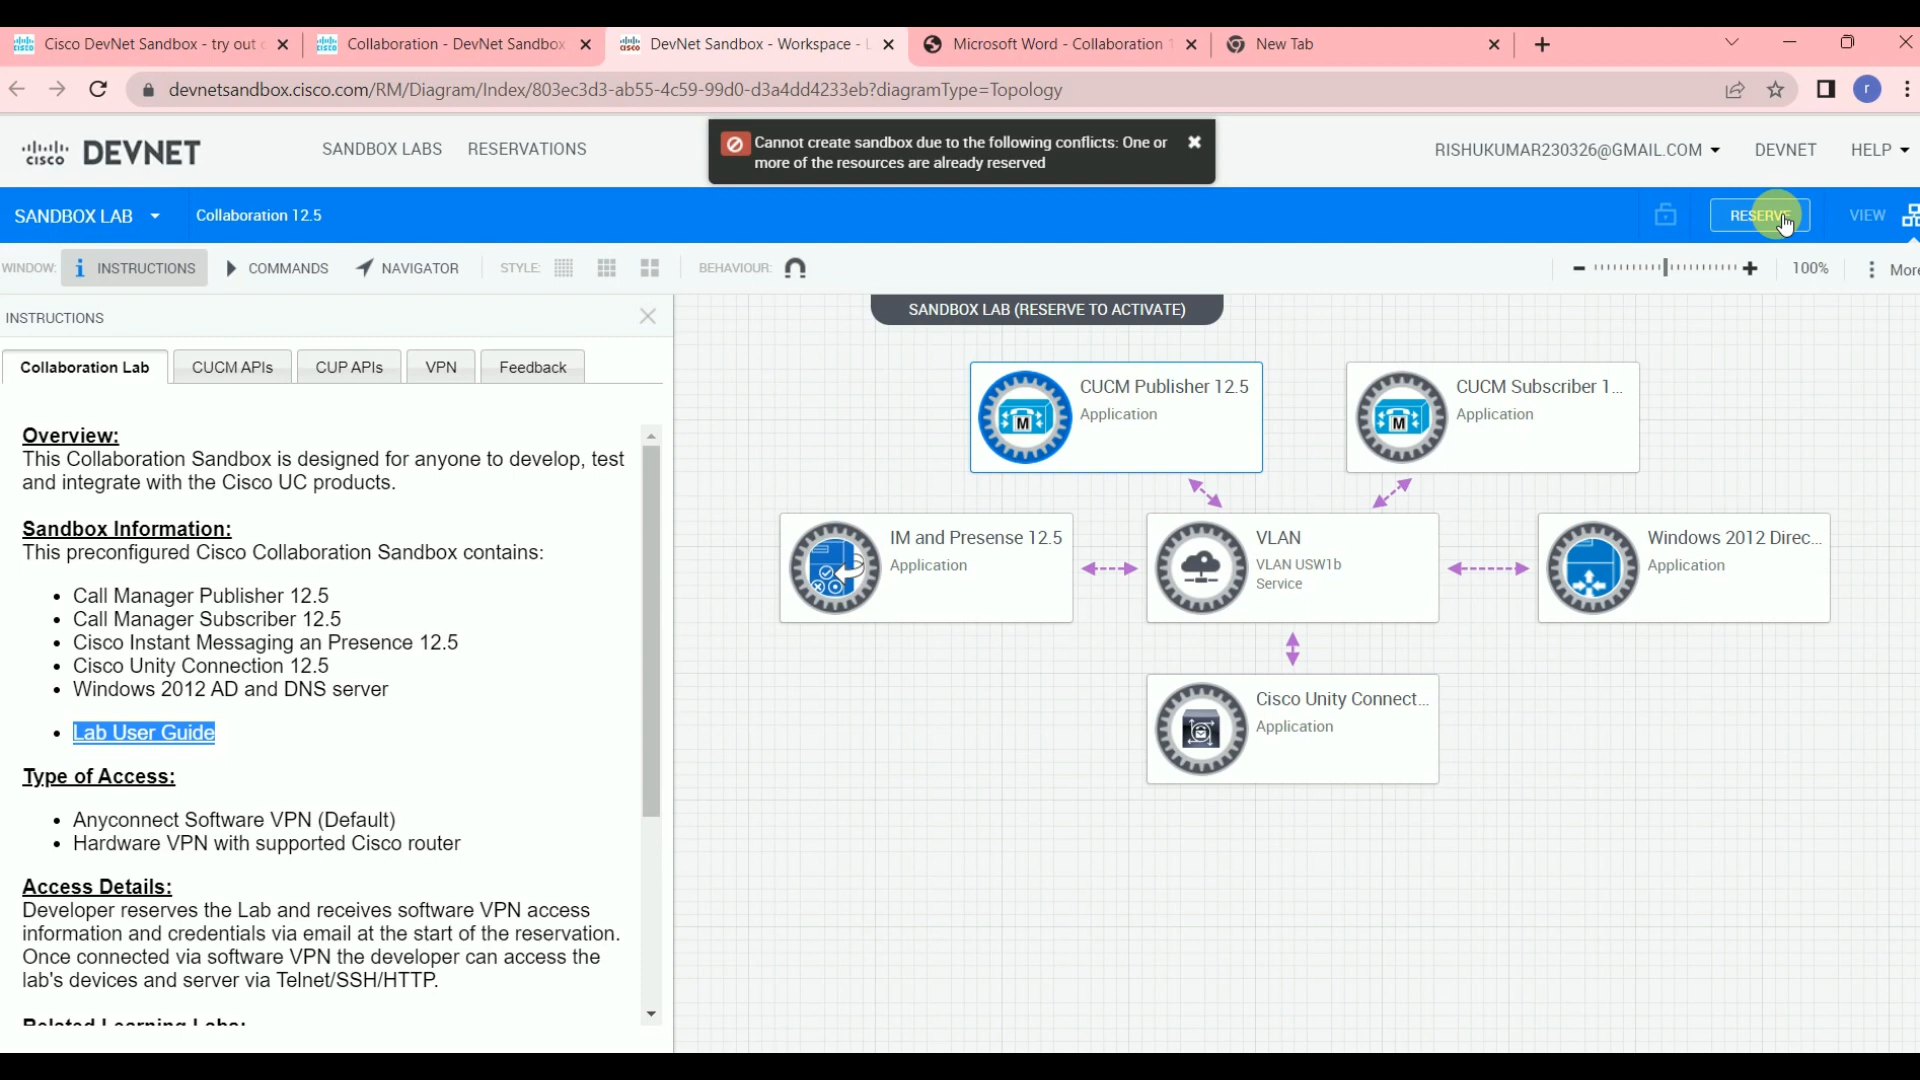 Cisco DevNet Sandbox - try out c
Collaboration - DevNet Sandbox
DevNet Sandbox - Workspace - L
Microsoft Word - Collaboration 1
New Tab
devnetsandbox.cisco.com/RM/Diagram/Index/803ec3d3-ab55-4c59-99d0-d3a4dd4233eb?diagramType=Topology
r
CISCO DEVNET
SANDBOX LABS
RESERVATIONS
Cannot create sandbox due to the following conflicts: One or
more of the resources are already reserved
RISHUKUMAR230326@GMAIL.COM
DEVNET
HELP
SANDBOX LAB
Collaboration 12.5
RESERVE
VIEW
WINDOW:
INSTRUCTIONS
COMMANDS
NAVIGATOR
STYLE:
BEHAVIOUR:
100%
More
INSTRUCTIONS
SANDBOX LAB (RESERVE TO ACTIVATE)
Collaboration Lab
CUCM APIs
CUP APIs
VPN
Feedback
Overview:
This Collaboration Sandbox is designed for anyone to develop, test
and integrate with the Cisco UC products.
Sandbox Information:
This preconfigured Cisco Collaboration Sandbox contains:
• Call Manager Publisher 12.5
• Call Manager Subscriber 12.5
• Cisco Instant Messaging an Presence 12.5
• Cisco Unity Connection 12.5
• Windows 2012 AD and DNS server
• Lab User Guide
Type of Access:
• Anyconnect Software VPN (Default)
• Hardware VPN with supported Cisco router
Access Details:
Developer reserves the Lab and receives software VPN access
information and credentials via email at the start of the reservation.
Once connected via software VPN the developer can access the
lab's devices and server via Telnet/SSH/HTTP.
Related Learning Labs:
M
CUCM Publisher 12.5
Application
M
CUCM Subscriber 1...
Application
IM and Presense 12.5
Application
VLAN
VLAN USW1b
Service
Windows 2012 Direc...
Application
Cisco Unity Connect...
Application